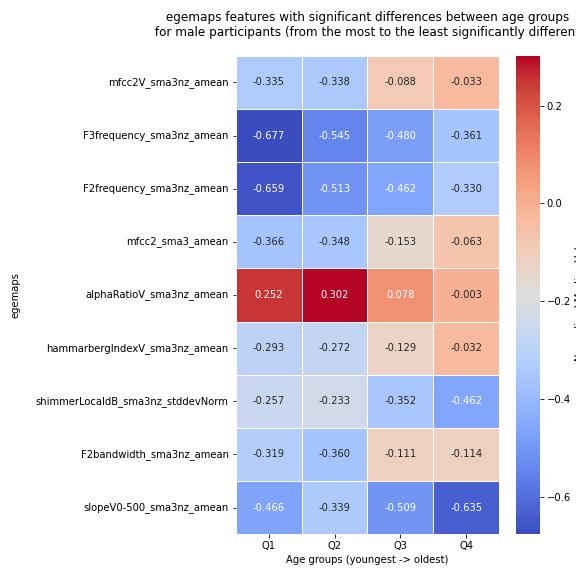 egemaps features with significant differences between age groups
for male participants (from the most to the least significantly
mfcc2V_sma3nz_amean -0.335 -0.338 -0.088 -0.033
F3frequency_sma3nz_amean -0.677 -0.545 -0.480 -0.361
F2frequency_sma3nz_amean -0.659 -0.513 -0.462 -0.330
mfcc2_sma3_amean -0.366 -0.348 -0.153 -0.063
alphaRatioV_sma3nz_amean 0.252 0.302 0.078 -0.003
hammarbergIndexV_sma3nz_amean -0.293 -0.272 -0.129 -0.032
shimmerLocaldB_sma3nz_stddevNorm -0.257 -0.233 -0.352 -0.462
F2bandwidth_sma3nz_amean -0.319 -0.360 -0.111 -0.114
slopeV0-500_sma3nz_amean -0.466 -0.339 -0.509 -0.635
Q1 Q2 Q3 Q4
Age groups (youngest -> oldest)
egemaps
0.2
0.0
−0.2
−0.4
−0.6